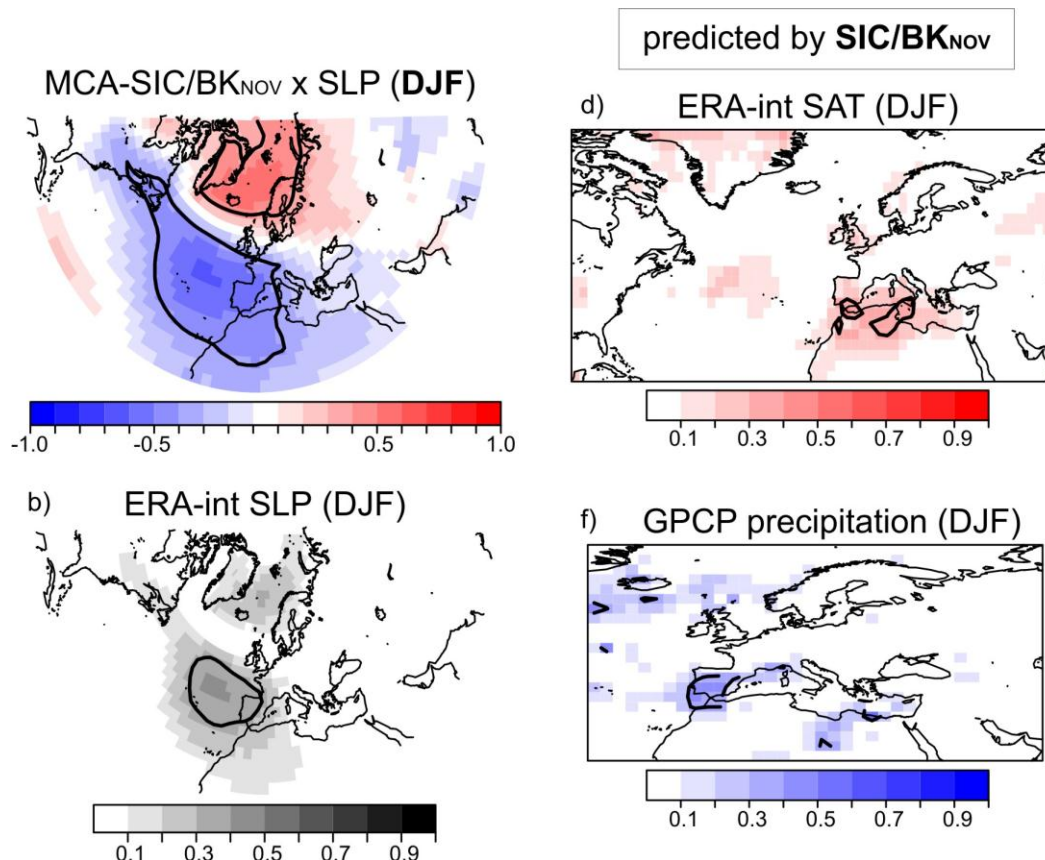 predicted by SIC/BKNOV
MCA-SIC/BKNOV x SLP (DJF)
-1.0 -0.5 0.5 1.0
d) ERA-int SAT (DJF)
0.1 0.3 0.5 0.7 0.9
b) ERA-int SLP (DJF)
0.1 0.3 0.5 0.7 0.9
f) GPCP precipitation (DJF)
0.1 0.3 0.5 0.7 0.9